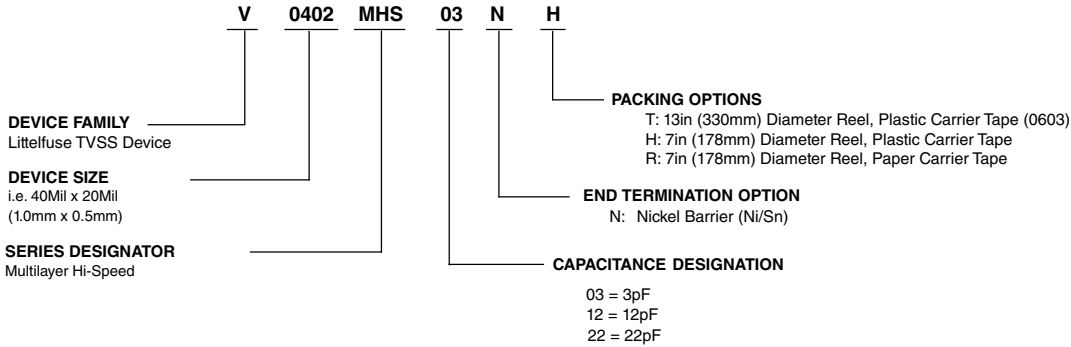 V 0402 MHS 03 N H
DEVICE FAMILY
Littelfuse TVSS Device
DEVICE SIZE
i.e. 40Mil x 20Mil
(1.0mm x 0.5mm)
SERIES DESIGNATOR
Multilayer Hi-Speed
PACKING OPTIONS
T: 13in (330mm) Diameter Reel, Plastic Carrier Tape (0603)
H: 7in (178mm) Diameter Reel, Plastic Carrier Tape
R: 7in (178mm) Diameter Reel, Paper Carrier Tape
END TERMINATION OPTION
N: Nickel Barrier (Ni/Sn)
CAPACITANCE DESIGNATION
03 = 3pF
12 = 12pF
22 = 22pF